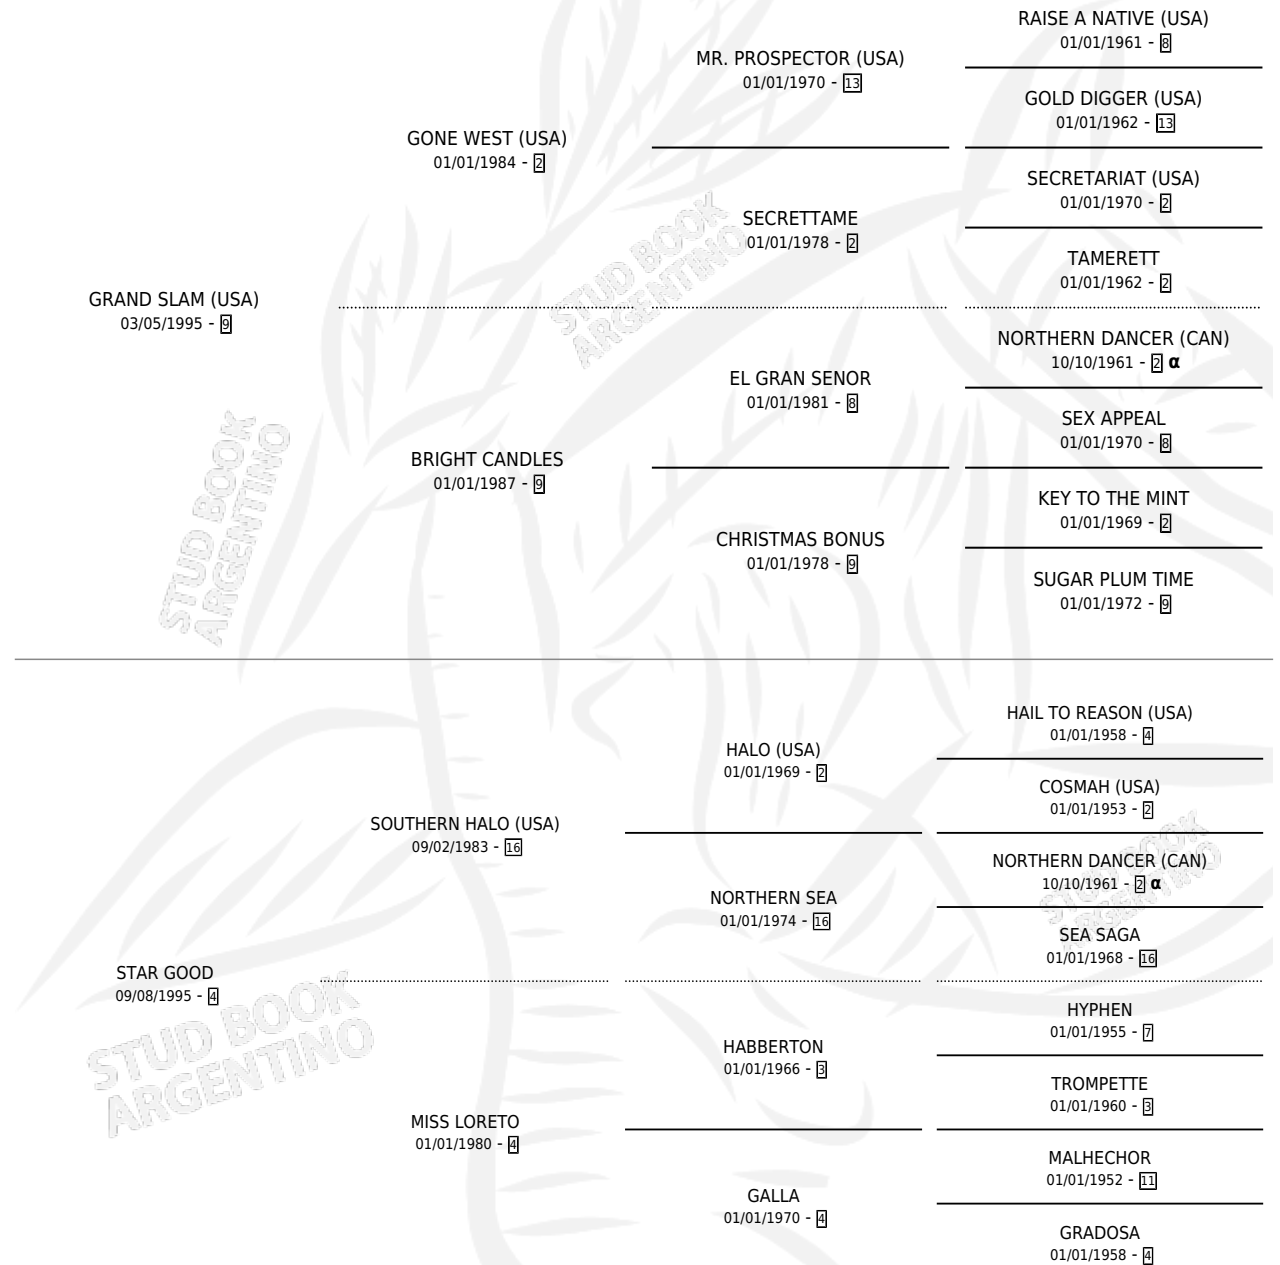 RAISE A NATIVE (USA)
01/01/1961 - 8
MR. PROSPECTOR (USA)
01/01/1970 - 13
GOLD DIGGER (USA)
01/01/1962 - 13
GONE WEST (USA)
01/01/1984 - 2
SECRETARIAT (USA)
01/01/1970 - 2
SECRETTAME
01/01/1978 - 2
TAMERETT
01/01/1962 - 2
GRAND SLAM (USA)
03/05/1995 - 9
NORTHERN DANCER (CAN)
10/10/1961 - 2 α
EL GRAN SENOR
01/01/1981 - 8
SEX APPEAL
01/01/1970 - 8
BRIGHT CANDLES
01/01/1987 - 9
KEY TO THE MINT
01/01/1969 - 2
CHRISTMAS BONUS
01/01/1978 - 9
SUGAR PLUM TIME
01/01/1972 - 9
HAIL TO REASON (USA)
01/01/1958 - 4
HALO (USA)
01/01/1969 - 2
COSMAH (USA)
01/01/1953 - 2
SOUTHERN HALO (USA)
09/02/1983 - 16
NORTHERN DANCER (CAN)
10/10/1961 - 2 α
NORTHERN SEA
01/01/1974 - 16
SEA SAGA
01/01/1968 - 16
STAR GOOD
09/08/1995 - 4
HYPHEN
01/01/1955 - 7
HABBERTON
01/01/1966 - 3
TROMPETTE
01/01/1960 - 3
MISS LORETO
01/01/1980 - 4
MALHECHOR
01/01/1952 - 11
GALLA
01/01/1970 - 4
GRADOSA
01/01/1958 - 4
STUD BOOK
ARGENTINO
STUD BOOK
ARGENTINO
STUD BOOK
ARGENTINO
STUD BOOK
ARGENTINO